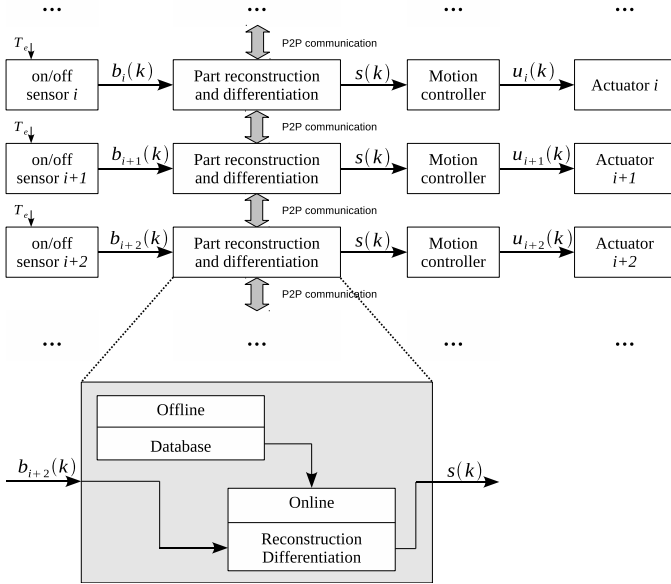 ... ... ... ...
P2P communication
T_e
on/off
sensor i
b_i(k)
Part reconstruction
and differentiation
s(k)
Motion
controller
u_i(k)
Actuator i
P2P communication
T_e
on/off
sensor i+1
b_{i+1}(k)
Part reconstruction
and differentiation
s(k)
Motion
controller
u_{i+1}(k)
Actuator
i+1
P2P communication
T_e
on/off
sensor i+2
b_{i+2}(k)
Part reconstruction
and differentiation
s(k)
Motion
controller
u_{i+2}(k)
Actuator
i+2
P2P communication
... ... ... ...
Offline
Database
b_{i+2}(k)
s(k)
Online
Reconstruction
Differentiation